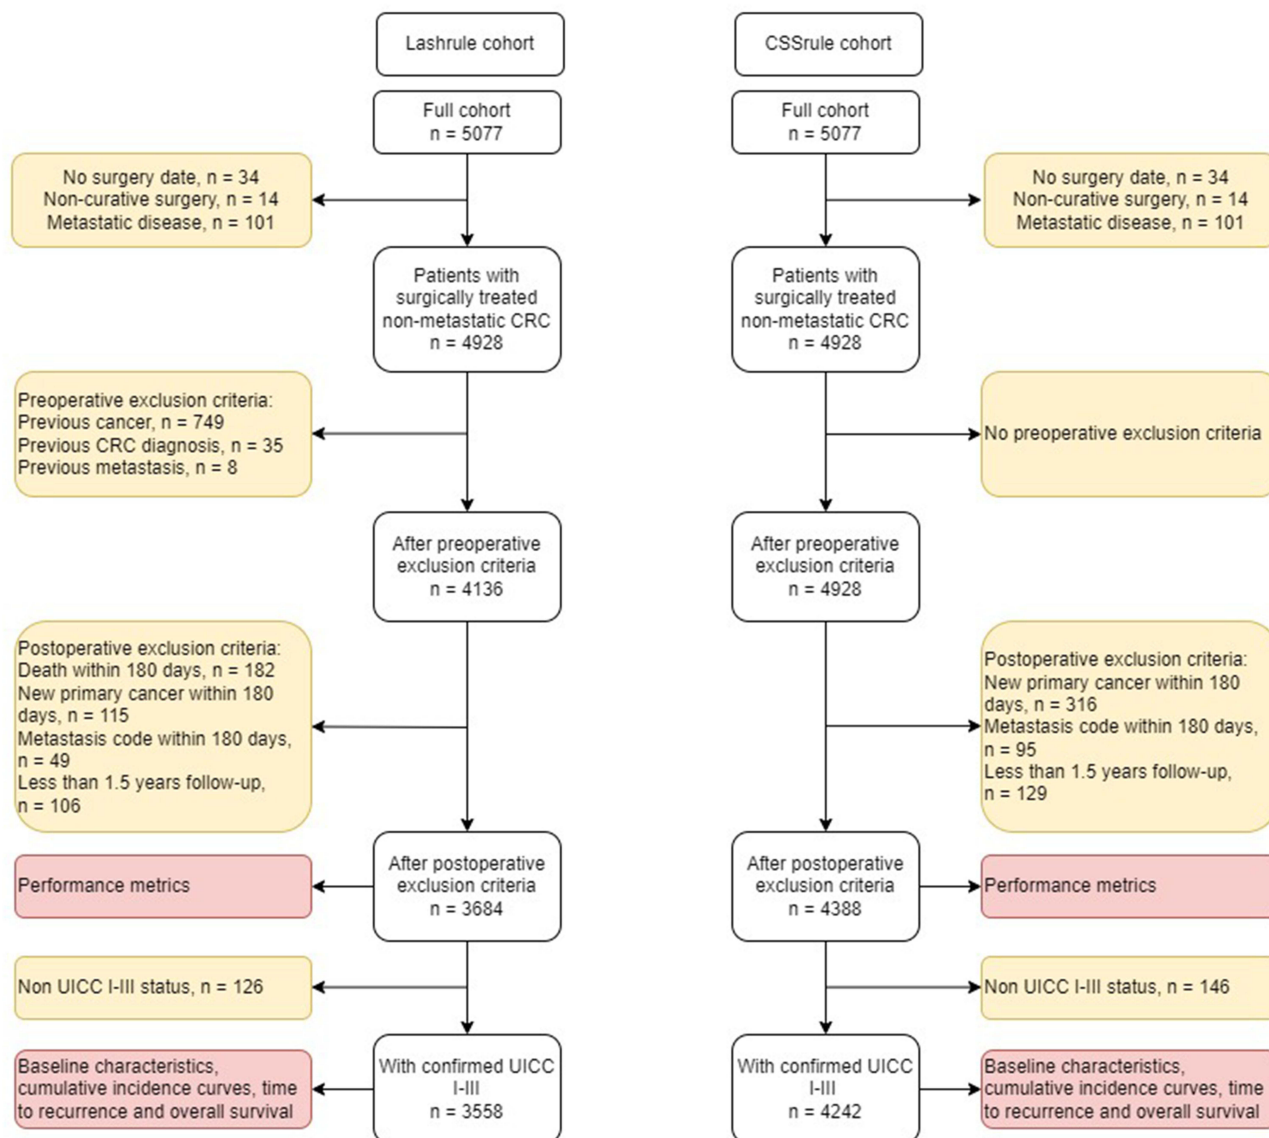 Lashrule cohort
CSSrule cohort
Full cohort
n = 5077
Full cohort
n = 5077
No surgery date, n = 34
Non-curative surgery, n = 14
Metastatic disease, n = 101
No surgery date, n = 34
Non-curative surgery, n = 14
Metastatic disease, n = 101
Patients with
surgically treated
non-metastatic CRC
n = 4928
Patients with
surgically treated
non-metastatic CRC
n = 4928
Preoperative exclusion criteria:
Previous cancer, n = 749
Previous CRC diagnosis, n = 35
Previous metastasis, n = 8
No preoperative exclusion criteria
After preoperative
exclusion criteria
n = 4136
After preoperative
exclusion criteria
n = 4928
Postoperative exclusion criteria:
Death within 180 days, n = 182
New primary cancer within 180
days, n = 115
Metastasis code within 180 days,
n = 49
Less than 1.5 years follow-up,
n = 106
Postoperative exclusion criteria:
New primary cancer within 180
days, n = 316
Metastasis code within 180 days,
n = 95
Less than 1.5 years follow-up,
n = 129
After postoperative
exclusion criteria
n = 3684
After postoperative
exclusion criteria
n = 4388
Performance metrics
Performance metrics
Non UICC I-III status, n = 126
Non UICC I-III status, n = 146
With confirmed UICC
I-III
n = 3558
With confirmed UICC
I-III
n = 4242
Baseline characteristics,
cumulative incidence curves, time
to recurrence and overall survival
Baseline characteristics,
cumulative incidence curves, time
to recurrence and overall survival